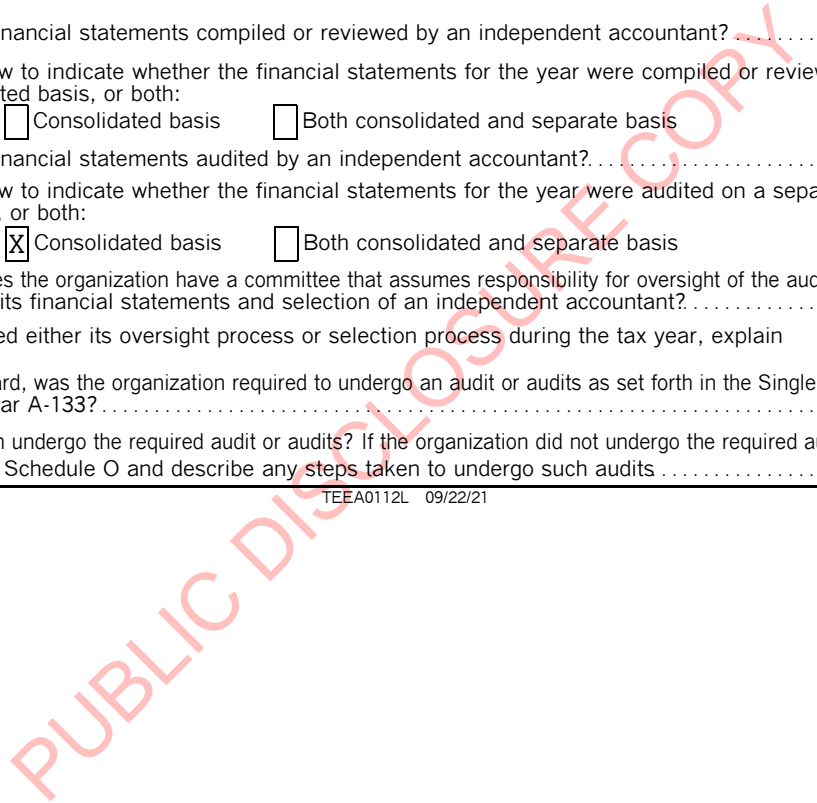 nancial statements compiled or reviewed by an independent accountant?
w to indicate whether the financial statements for the year were compiled or
ted basis, or both:
Consolidated basis Both consolidated and separate basis
nancial statements audited by an independent accountant?
w to indicate whether the financial statements for the year were audited on a
, or both:
X Consolidated basis Both consolidated and separate basis
es the organization have a committee that assumes responsibility for oversight of the
its financial statements and selection of an independent accountant?
ed either its oversight process or selection process during the tax year, explain
ard, was the organization required to undergo an audit or audits as set forth in the Single
ar A-133?
n undergo the required audit or audits? If the organization did not undergo the required
Schedule O and describe any steps taken to undergo such audits
TEEA0112L 09/22/21
PUBLIC DISCLOSURE COPY